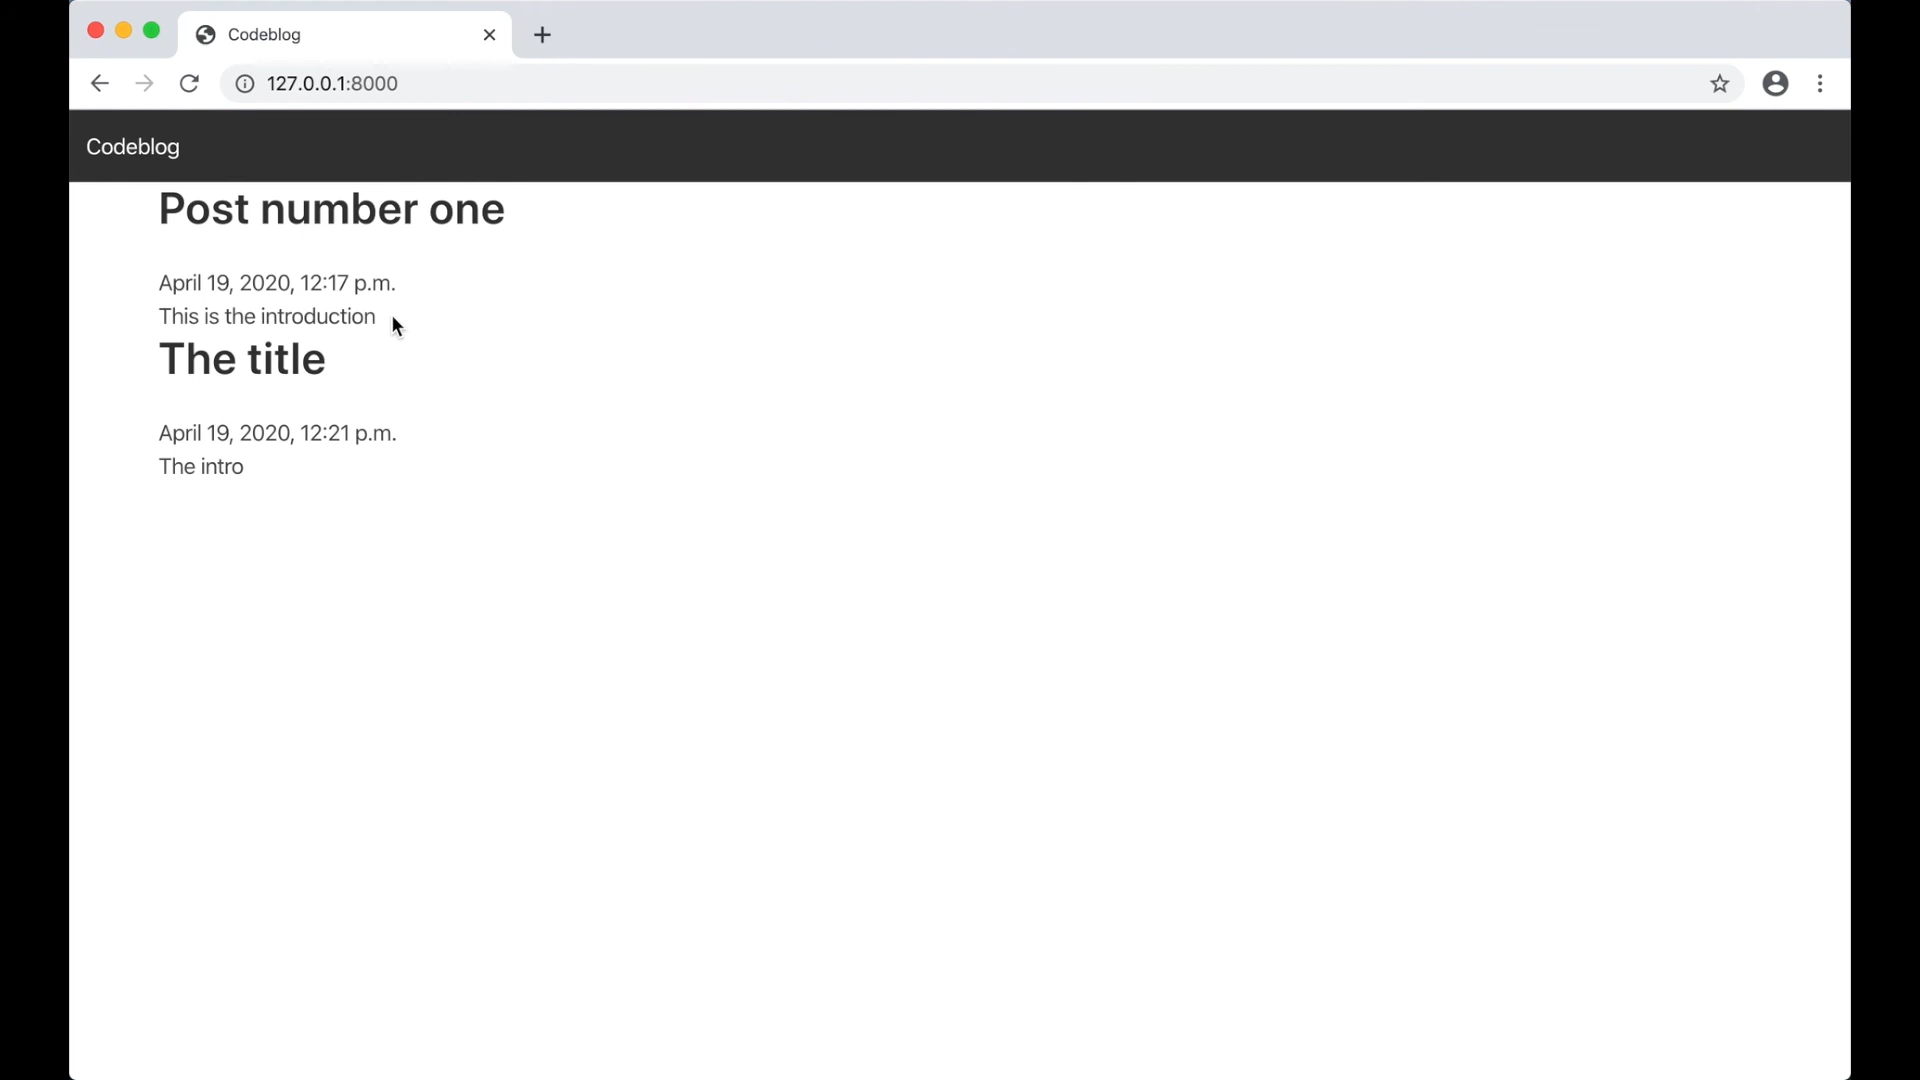 Codeblog
127.0.0.1:8000
Codeblog
Post number one
April 19, 2020, 12:17 p.m.
This is the introduction
The title
April 19, 2020, 12:21 p.m.
The intro